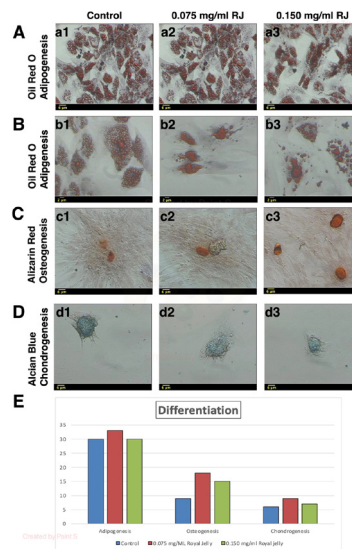 Control 0.075 mg/ml RJ 0.150 mg/ml RJ
A
Oil Red O
Adipogenesis
a1 a2 a3
B
Oil Red O
Adipgenesis
b1 b2 b3
C
Alizarin Red
Osteogenesis
c1 c2 c3
D
Alcian Blue
Chondrogenesis
d1 d2 d3
E
Differentiation
35
30
25
20
15
10
5
0
Adipogenesis Osteogenesis Chondrogenesis
Control 0.075 mg/ML Royal Jelly 0.150 mg/ml Royal Jelly